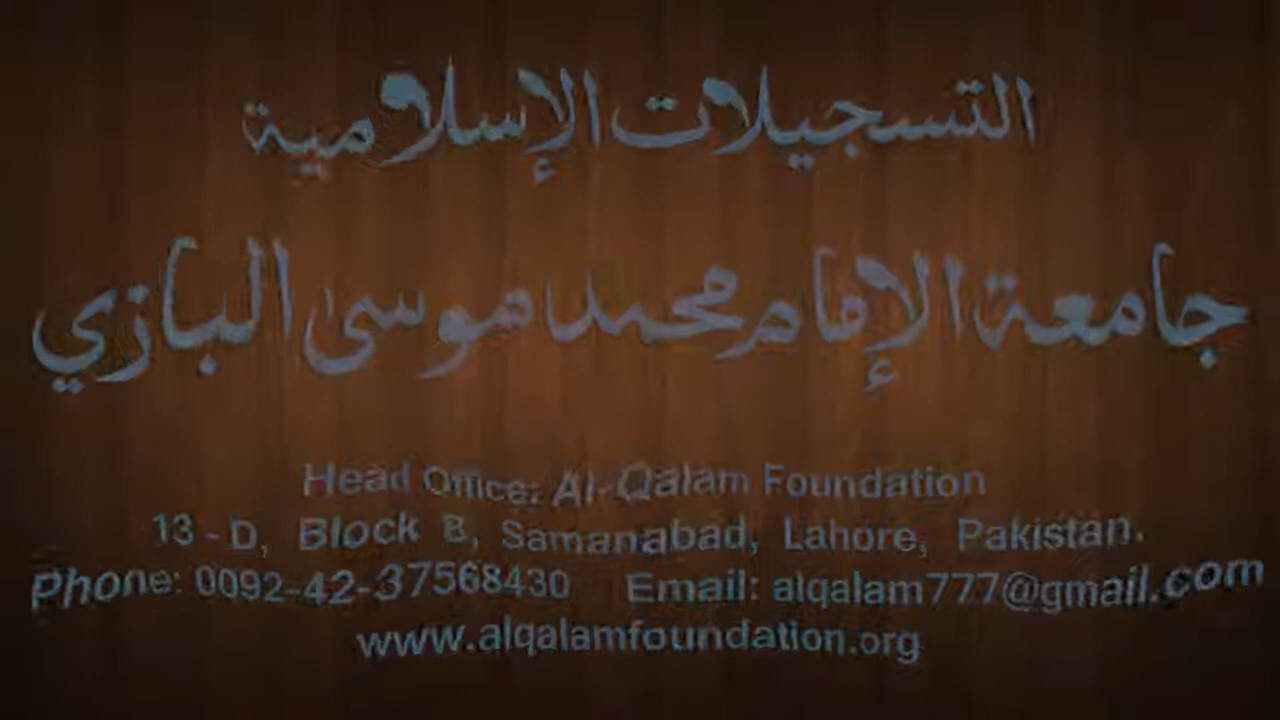 التسجيلات الإسلامية
جامعة الإمام محمد موسى البازي
Head Office: Al-Qalam Foundation
13 - D, Block B, Samanabad, Lahore, Pakistan.
Phone: 0092-42-37568430 Email: alqalam777@gmail.com
www.alqalamfoundation.org